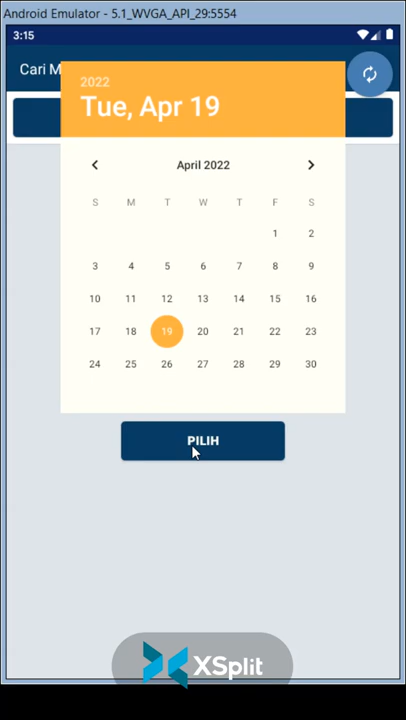 Android Emulator - 5.1_WVGA_API_29:5554
3:15
Cari M
2022
Tue, Apr 19
April 2022
S M T W T F S
1 2
3 4 5 6 7 8 9
10 11 12 13 14 15 16
17 18 19 20 21 22 23
24 25 26 27 28 29 30
PILIH
XSplit